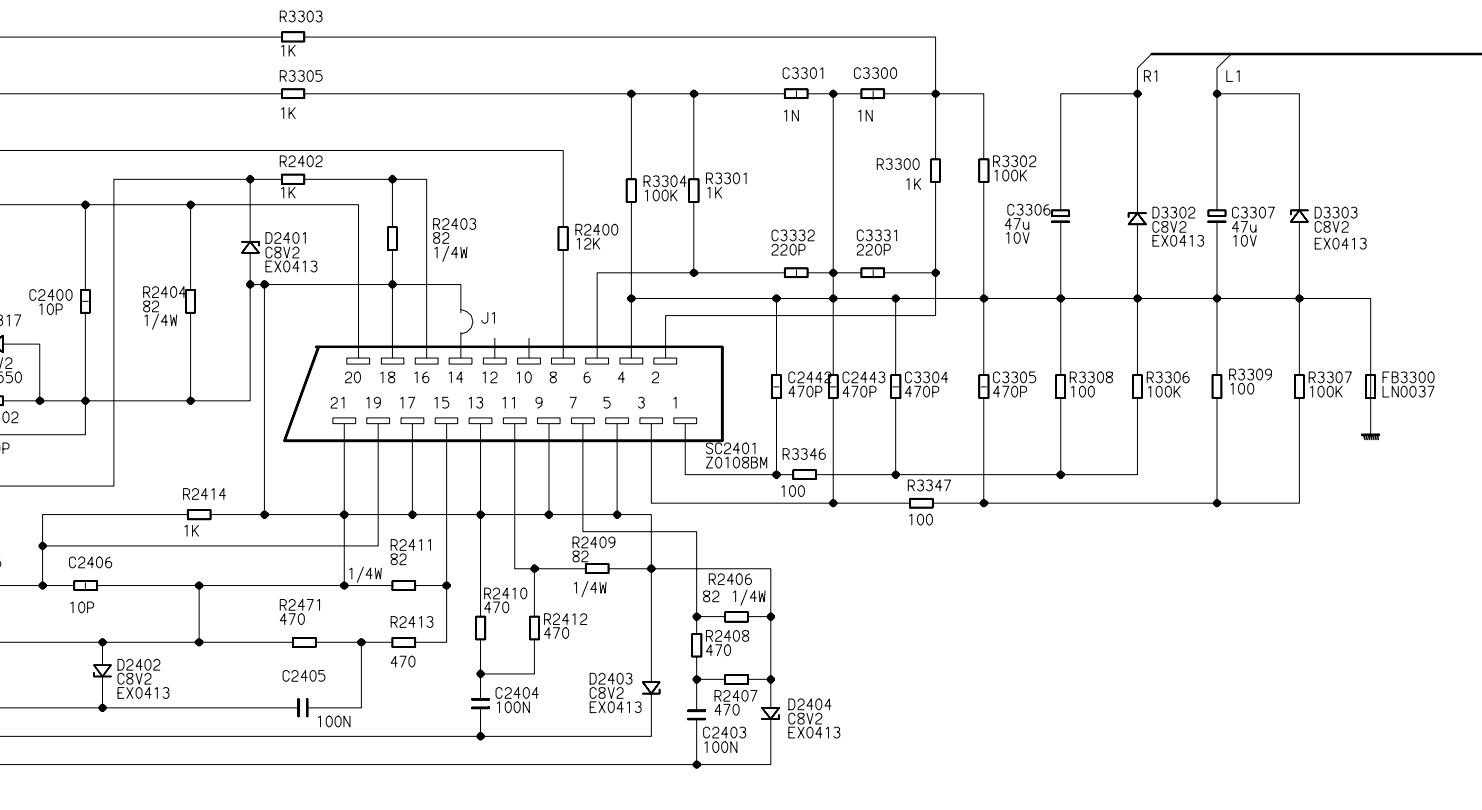 R3303
1K
R3305
1K
C3301
1N
C3300
1N
R1
L1
R2402
1K
R3304
100K
R3301
1K
R3300
1K
R3302
100K
D2401
C8V2
EX0413
R2403
82
1/4W
R2400
12K
C3332
220P
C3331
220P
C3306
47u
10V
D3302
C8V2
EX0413
C3307
47u
10V
D3303
C8V2
EX0413
C2400
10P
R2404
82
1/4W
J1
20
18
16
14
12
10
8
6
4
2
21
19
17
15
13
11
9
7
5
3
1
SC2401
Z0108BM
C2442
470P
C2443
470P
C3304
470P
C3305
470P
R3308
100
R3306
100K
R3309
100
R3307
100K
FB3300
LN0037
R3346
100
R3347
100
R2414
1K
C2406
10P
R2411
82
1/4W
R2471
470
R2413
470
R2410
470
R2409
82
1/4W
R2412
470
R2406
82 1/4W
R2408
470
D2402
C8V2
EX0413
C2405
100N
C2404
100N
D2403
C8V2
EX0413
R2407
470
C2403
100N
D2404
C8V2
EX0413